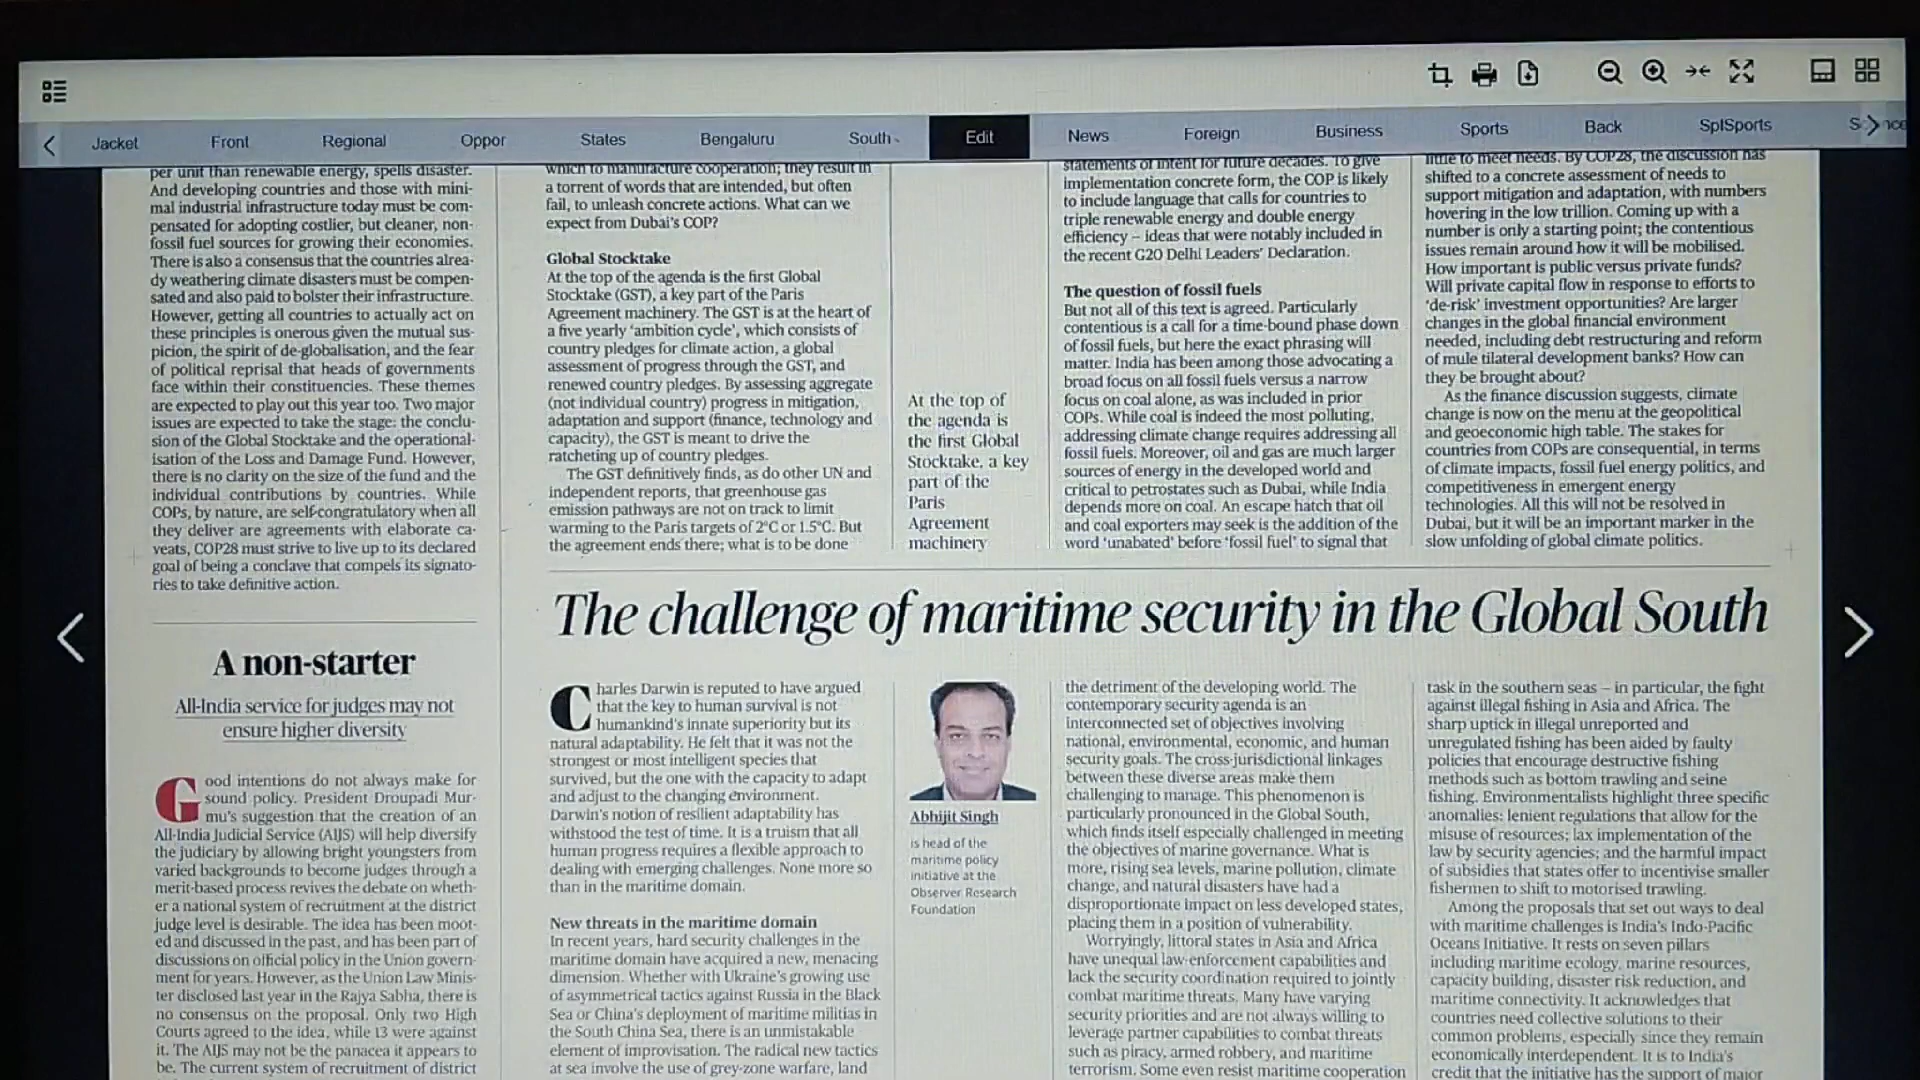 Jacket
Front
Regional
Oppor
States
Bengaluru
South
Edit
News
Foreign
Business
Sports
Back
SplSports
per unit than renewable energy, spells disaster.
And developing countries and those with mini-
mal industrial infrastructure today must be com-
pensated for adopting costlier, but cleaner, non-
fossil fuel sources for growing their economies.
There is also a consensus that the countries alrea-
dy weathering climate disasters must be compen-
sated and also paid to bolster their infrastructure.
However, getting all countries to actually act on
these principles is onerous given the mutual sus-
picion, the spirit of de-globalisation, and the fear
of political reprisal that heads of governments
face within their constituencies. These themes
are expected to play out this year too. Two major
issues are expected to take the stage: the conclu-
sion of the Global Stocktake and the operational-
isation of the Loss and Damage Fund. However,
there is no clarity on the size of the fund and the
individual contributions by countries. While
COPs, by nature, are self-congratulatory when all
they deliver are agreements with elaborate ca-
veats, COP28 must strive to live up to its declared
goal of being a conclave that compels its signato-
ries to take definitive action.
A non-starter
All-India service for judges may not
ensure higher diversity
Good intentions do not always make for
sound policy. President Droupadi Mur-
mu's suggestion that the creation of an
All-India Judicial Service (AIJS) will help diversify
the judiciary by allowing bright youngsters from
varied backgrounds to become judges through a
merit-based process revives the debate on wheth-
er a national system of recruitment at the district
judge level is desirable. The idea has been moot-
ed and discussed in the past, and has been part of
discussions on official policy in the Union govern-
ment for years. However, as the Union Law Minis-
ter disclosed last year in the Rajya Sabha, there is
no consensus on the proposal. Only two High
Courts agreed to the idea, while 13 were against
it. The AIJS may not be the panacea it appears to
be. The current system of recruitment of district
which to manufacture cooperation; they result in
a torrent of words that are intended, but often
fail, to unleash concrete actions. What can we
expect from Dubai's COP?
Global Stocktake
At the top of the agenda is the first Global
Stocktake (GST), a key part of the Paris
Agreement machinery. The GST is at the heart of
a five yearly 'ambition cycle', which consists of
country pledges for climate action, a global
assessment of progress through the GST, and
renewed country pledges. By assessing aggregate
(not individual country) progress in mitigation,
adaptation and support (finance, technology and
capacity), the GST is meant to drive the
ratcheting up of country pledges.
The GST definitively finds, as do other UN and
independent reports, that greenhouse gas
emission pathways are not on track to limit
warming to the Paris targets of 2°C or 1.5°C. But
the agreement ends there; what is to be done
At the top of
the agenda is
the first Global
Stocktake, a key
part of the
Paris
Agreement
machinery
statements of intent for future decades. To give
implementation concrete form, the COP is likely
to include language that calls for countries to
triple renewable energy and double energy
efficiency – ideas that were notably included in
the recent G20 Delhi Leaders' Declaration.
The question of fossil fuels
But not all of this text is agreed. Particularly
contentious is a call for a time-bound phase down
of fossil fuels, but here the exact phrasing will
matter. India has been among those advocating a
broad focus on all fossil fuels versus a narrow
focus on coal alone, as was included in prior
COPs. While coal is indeed the most polluting,
addressing climate change requires addressing all
fossil fuels. Moreover, oil and gas are much larger
sources of energy in the developed world and
critical to petrostates such as Dubai, while India
depends more on coal. An escape hatch that oil
and coal exporters may seek is the addition of the
word 'unabated' before 'fossil fuel' to signal that
little to meet needs. By COP28, the discussion has
shifted to a concrete assessment of needs to
support mitigation and adaptation, with numbers
hovering in the low trillion. Coming up with a
number is only a starting point; the contentious
issues remain around how it will be mobilised.
How important is public versus private funds?
Will private capital flow in response to efforts to
'de-risk' investment opportunities? Are larger
changes in the global financial environment
needed, including debt restructuring and reform
of mule tilateral development banks? How can
they be brought about?
As the finance discussion suggests, climate
change is now on the menu at the geopolitical
and geoeconomic high table. The stakes for
countries from COPs are consequential, in terms
of climate impacts, fossil fuel energy politics, and
competitiveness in emergent energy
technologies. All this will not be resolved in
Dubai, but it will be an important marker in the
slow unfolding of global climate politics.
The challenge of maritime security in the Global South
Charles Darwin is reputed to have argued
that the key to human survival is not
humankind's innate superiority but its
natural adaptability. He felt that it was not the
strongest or most intelligent species that
survived, but the one with the capacity to adapt
and adjust to the changing environment.
Darwin's notion of resilient adaptability has
withstood the test of time. It is a truism that all
human progress requires a flexible approach to
dealing with emerging challenges. None more so
than in the maritime domain.
New threats in the maritime domain
In recent years, hard security challenges in the
maritime domain have acquired a new, menacing
dimension. Whether with Ukraine's growing use
of asymmetrical tactics against Russia in the Black
Sea or China's deployment of maritime militias in
the South China Sea, there is an unmistakable
element of improvisation. The radical new tactics
at sea involve the use of grey-zone warfare, land
Abhijit Singh
is head of the
maritime policy
initiative at the
Observer Research
Foundation
the detriment of the developing world. The
contemporary security agenda is an
interconnected set of objectives involving
national, environmental, economic, and human
security goals. The cross-jurisdictional linkages
between these diverse areas make them
challenging to manage. This phenomenon is
particularly pronounced in the Global South,
which finds itself especially challenged in meeting
the objectives of marine governance. What is
more, rising sea levels, marine pollution, climate
change, and natural disasters have had a
disproportionate impact on less developed states,
placing them in a position of vulnerability.
Worryingly, littoral states in Asia and Africa
have unequal law-enforcement capabilities and
lack the security coordination required to jointly
combat maritime threats. Many have varying
security priorities and are not always willing to
leverage partner capabilities to combat threats
such as piracy, armed robbery, and maritime
terrorism. Some even resist maritime cooperation
task in the southern seas – in particular, the fight
against illegal fishing in Asia and Africa. The
sharp uptick in illegal unreported and
unregulated fishing has been aided by faulty
policies that encourage destructive fishing
methods such as bottom trawling and seine
fishing. Environmentalists highlight three specific
anomalies: lenient regulations that allow for the
misuse of resources; lax implementation of the
law by security agencies; and the harmful impact
of subsidies that states offer to incentivise smaller
fishermen to shift to motorised trawling.
Among the proposals that set out ways to deal
with maritime challenges is India's Indo-Pacific
Oceans Initiative. It rests on seven pillars
including maritime ecology, marine resources,
capacity building, disaster risk reduction, and
maritime connectivity. It acknowledges that
countries need collective solutions to their
common problems, especially since they remain
economically interdependent. It is to India's
credit that the initiative has the support of major